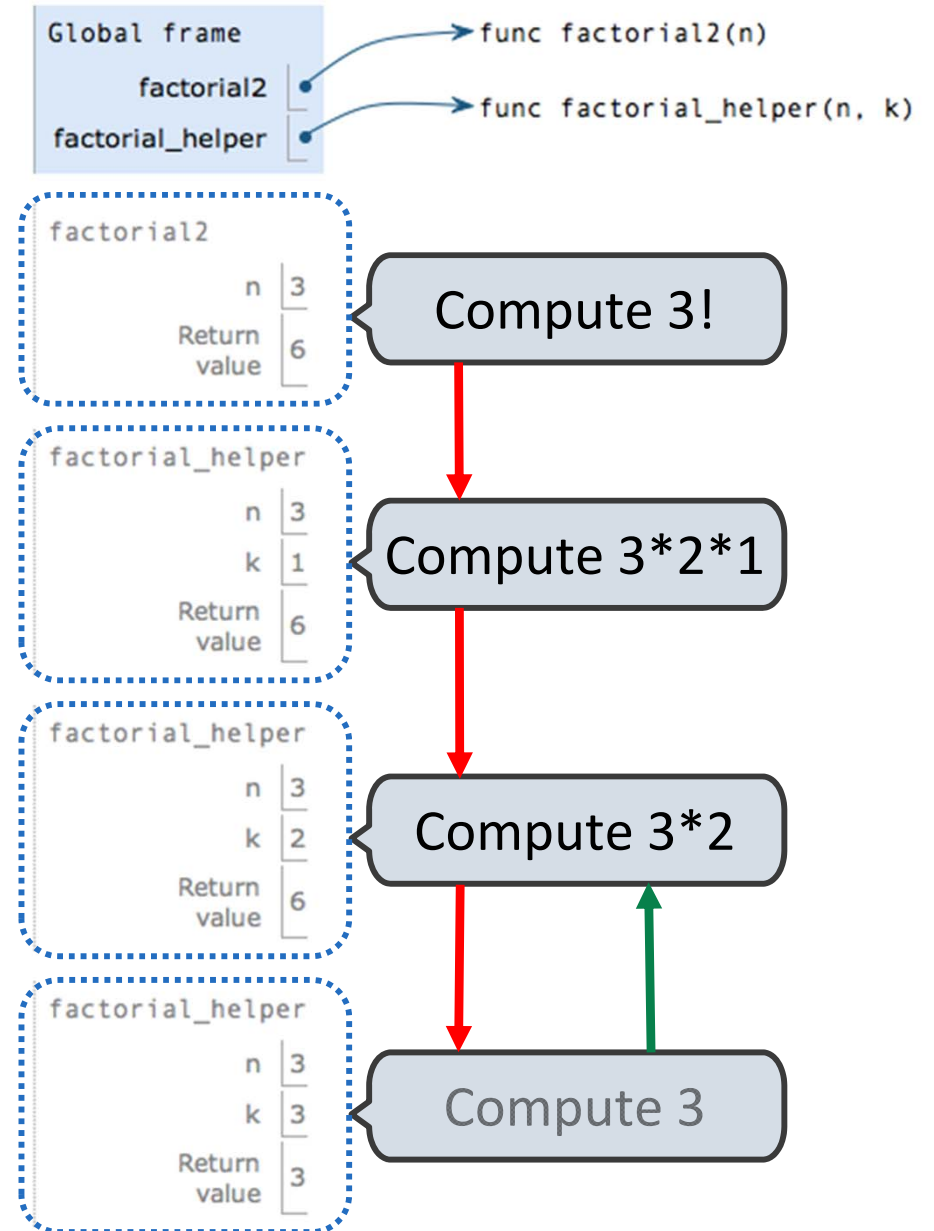 Global frame
func factorial2(n)
factorial2
func factorial_helper(n, k)
factorial_helper
factorial2
n 3
Return value 6
Compute 3!
factorial_helper
n 3
k 1
Return value 6
Compute 3*2*1
factorial_helper
n 3
k 2
Return value 6
Compute 3*2
factorial_helper
n 3
k 3
Return value 3
Compute 3